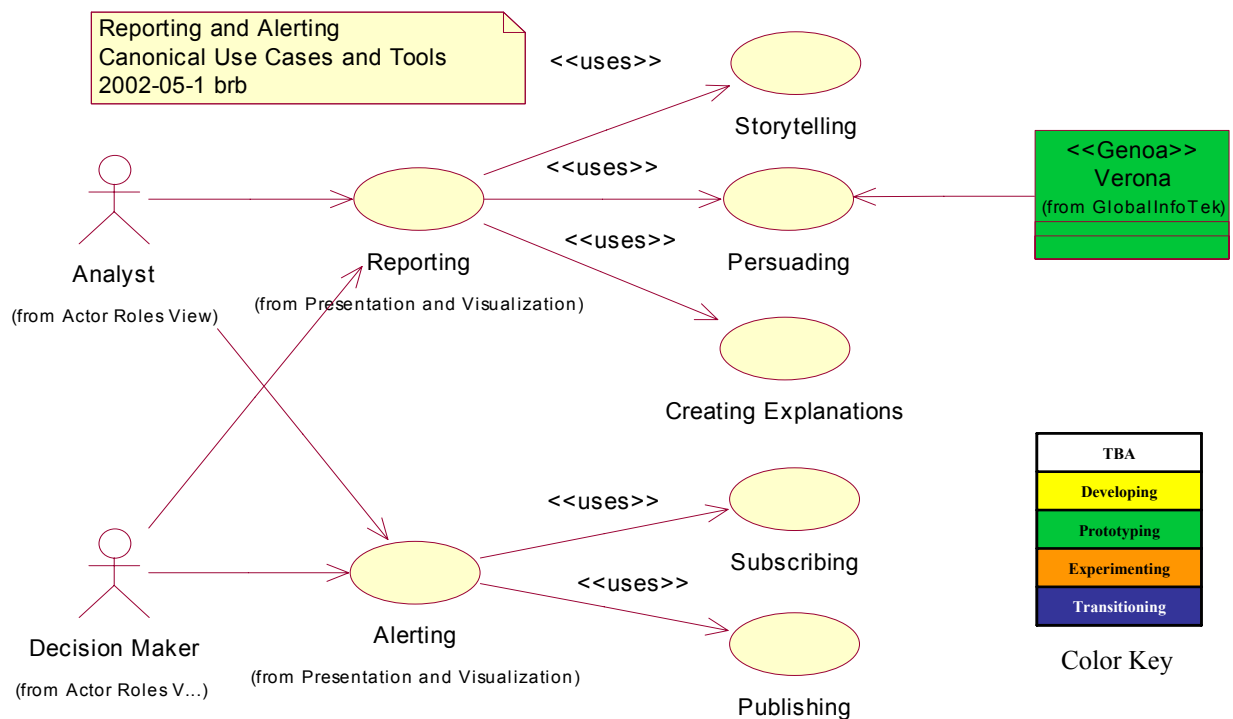 Reporting and Alerting
Canonical Use Cases and Tools
2002-05-1 brb
<<uses>>
Storytelling
<<uses>>
<<Genoa>>
Verona
(from GlobalInfoTek)
Analyst
(from Actor Roles View)
Reporting
(from Presentation and Visualization)
<<uses>>
Persuading
Creating Explanations
TBA
Developing
Prototyping
Experimenting
Transitioning
Color Key
<<uses>>
Subscribing
<<uses>>
Decision Maker
(from Actor Roles V...)
Alerting
(from Presentation and Visualization)
Publishing